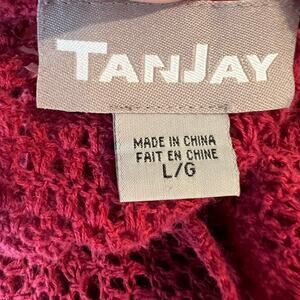 TANJAY
MADE IN CHINA
FAIT EN CHINE
L/G